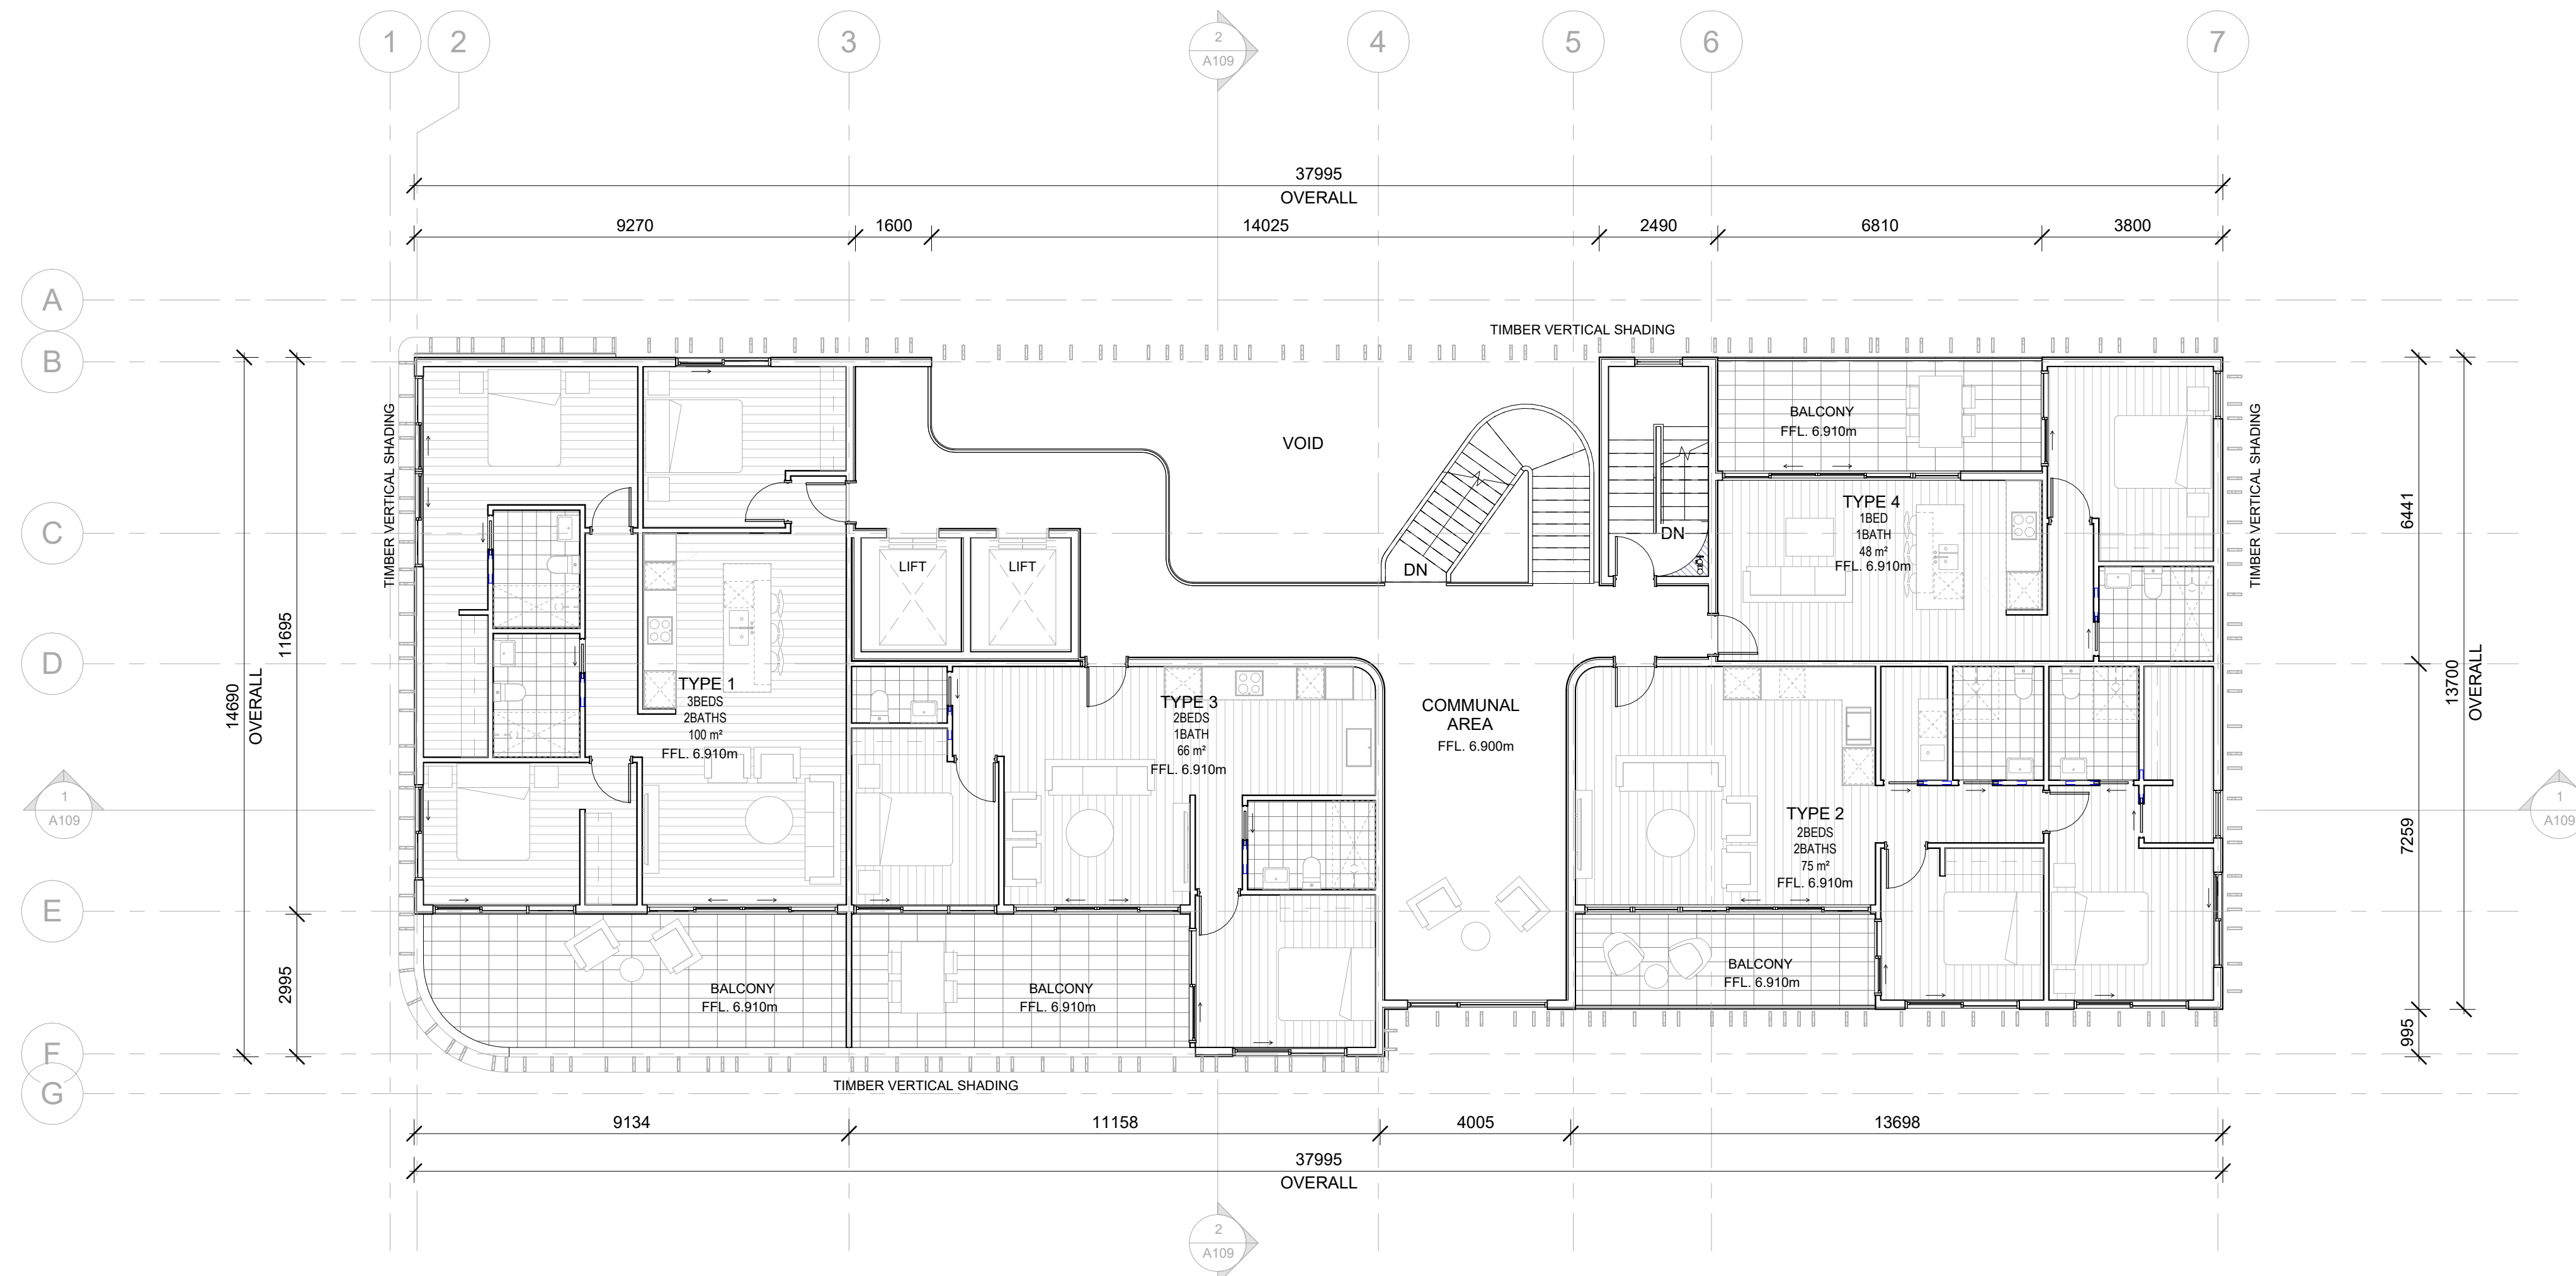 1
2
3
2
A109
4
5
6
7
37995
OVERALL
9270
1600
14025
2490
6810
3800
A
B
C
D
E
F
G
TIMBER VERTICAL SHADING
TIMBER VERTICAL SHADING
TIMBER VERTICAL SHADING
TIMBER VERTICAL SHADING
14690
OVERALL
11695
2995
6441
7259
995
13700
OVERALL
VOID
LIFT
LIFT
DN
DN
BALCONY
FFL. 6.910m
TYPE 4
1BED
1BATH
48 m²
FFL. 6.910m
TYPE 1
3BEDS
2BATHS
100 m²
FFL. 6.910m
TYPE 3
2BEDS
1BATH
66 m²
FFL. 6.910m
COMMUNAL
AREA
FFL. 6.900m
TYPE 2
2BEDS
2BATHS
75 m²
FFL. 6.910m
1
A109
1
A109
BALCONY
FFL. 6.910m
BALCONY
FFL. 6.910m
BALCONY
FFL. 6.910m
9134
11158
4005
13698
37995
OVERALL
2
A109